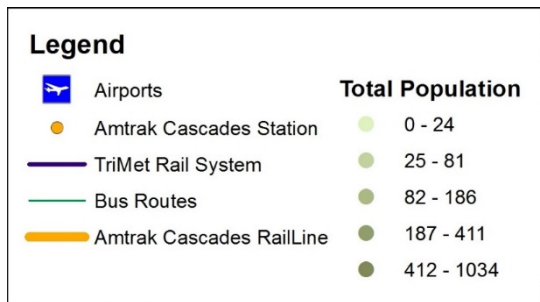 Legend
Airports
Amtrak Cascades Station
TriMet Rail System
Bus Routes
Amtrak Cascades RailLine
Total Population
0 - 24
25 - 81
82 - 186
187 - 411
412 - 1034